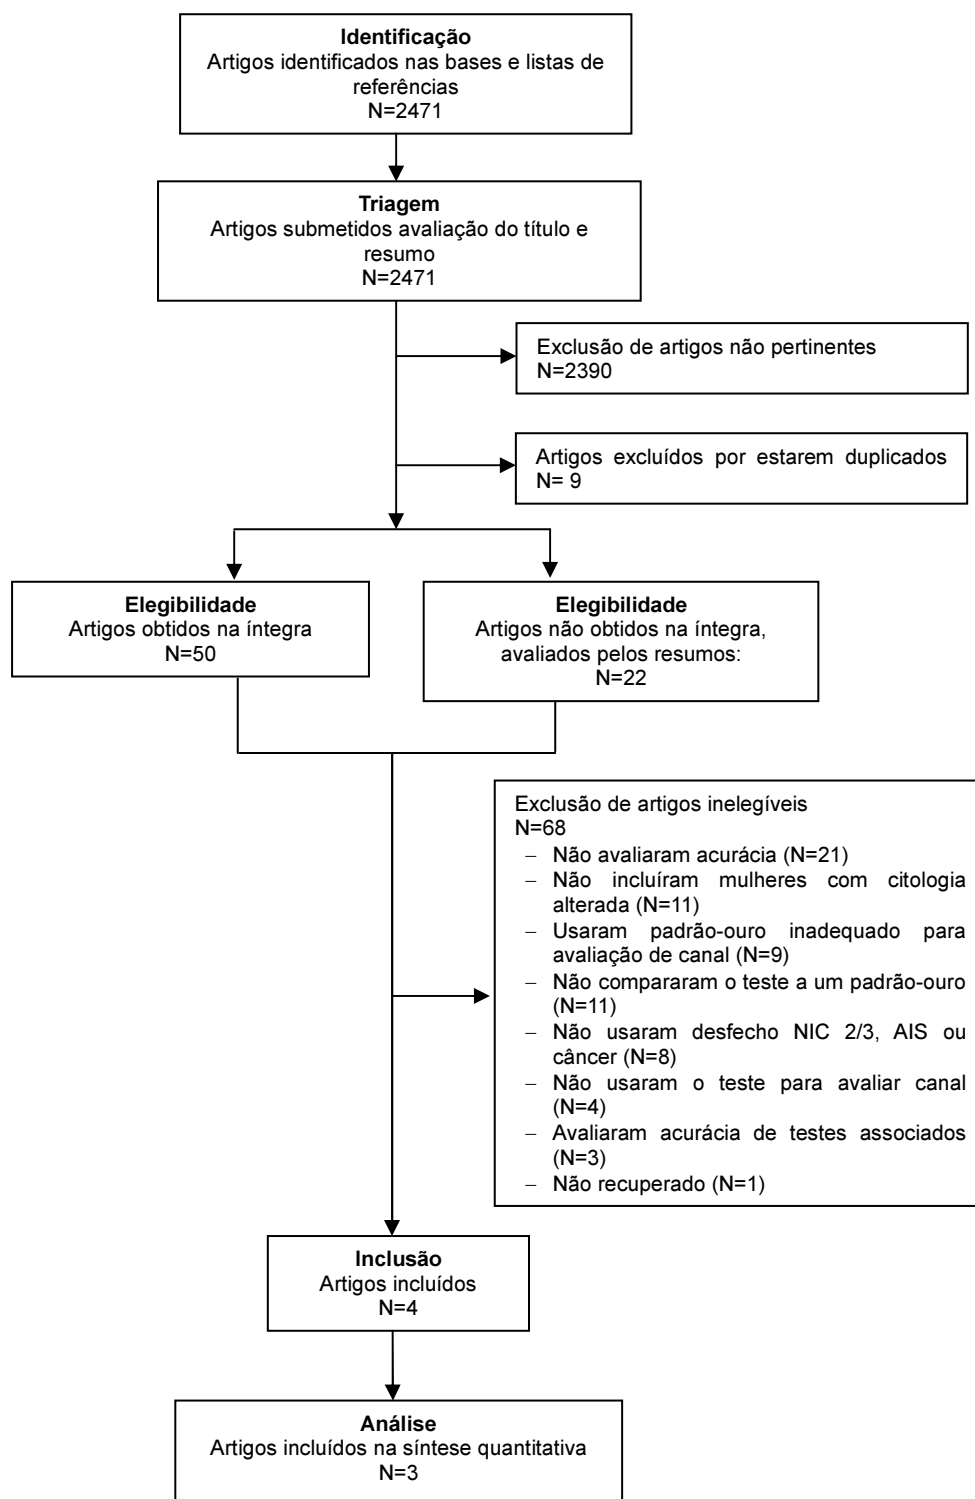 Identificação
Artigos identificados nas bases e listas de
referências
N=2471
Triagem
Artigos submetidos avaliação do título e
resumo
N=2471
Exclusão de artigos não pertinentes
N=2390
Artigos excluídos por estarem duplicados
N= 9
Elegibilidade
Artigos obtidos na íntegra
N=50
Elegibilidade
Artigos não obtidos na íntegra,
avaliados pelos resumos:
N=22
Exclusão de artigos inelegíveis
N=68
– Não avaliaram acurácia (N=21)
– Não incluíram mulheres com citologia
alterada (N=11)
– Usaram padrão-ouro inadequado para
avaliação de canal (N=9)
– Não compararam o teste a um padrão-ouro
(N=11)
– Não usaram desfecho NIC 2/3, AIS ou
câncer (N=8)
– Não usaram o teste para avaliar canal
(N=4)
– Avaliaram acurácia de testes associados
(N=3)
– Não recuperado (N=1)
Inclusão
Artigos incluídos
N=4
Análise
Artigos incluídos na síntese quantitativa
N=3